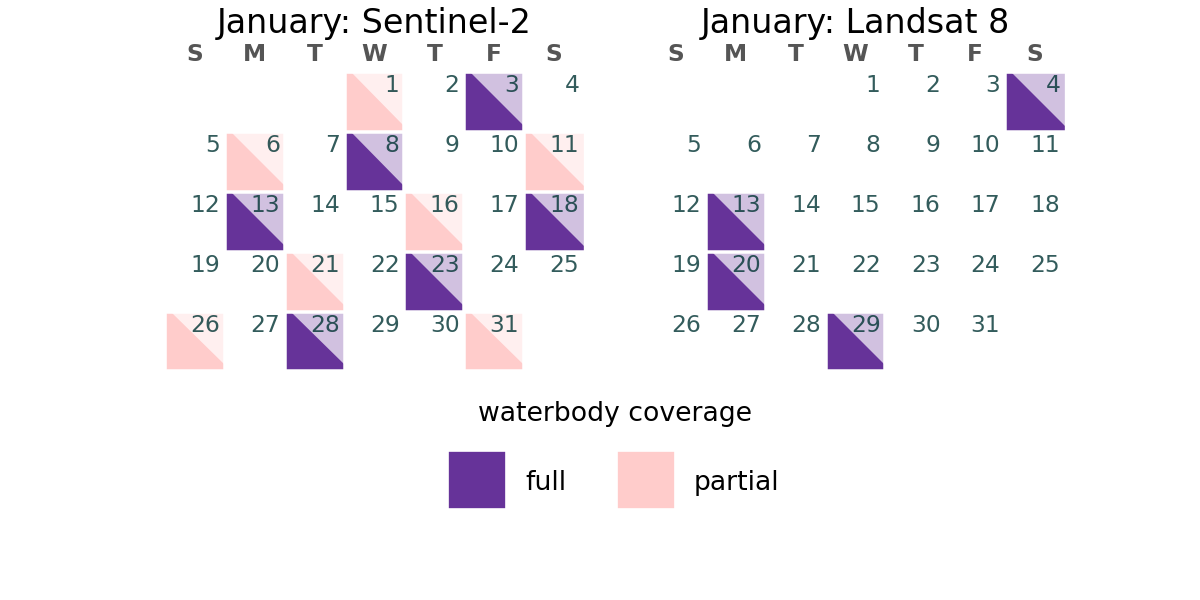 January: Sentinel-2
S M T W T F S
1 2 3 4
5 6 7 8 9 10 11
12 13 14 15 16 17 18
19 20 21 22 23 24 25
26 27 28 29 30 31
January: Landsat 8
S M T W T F S
1 2 3 4
5 6 7 8 9 10 11
12 13 14 15 16 17 18
19 20 21 22 23 24 25
26 27 28 29 30 31
waterbody coverage
full partial